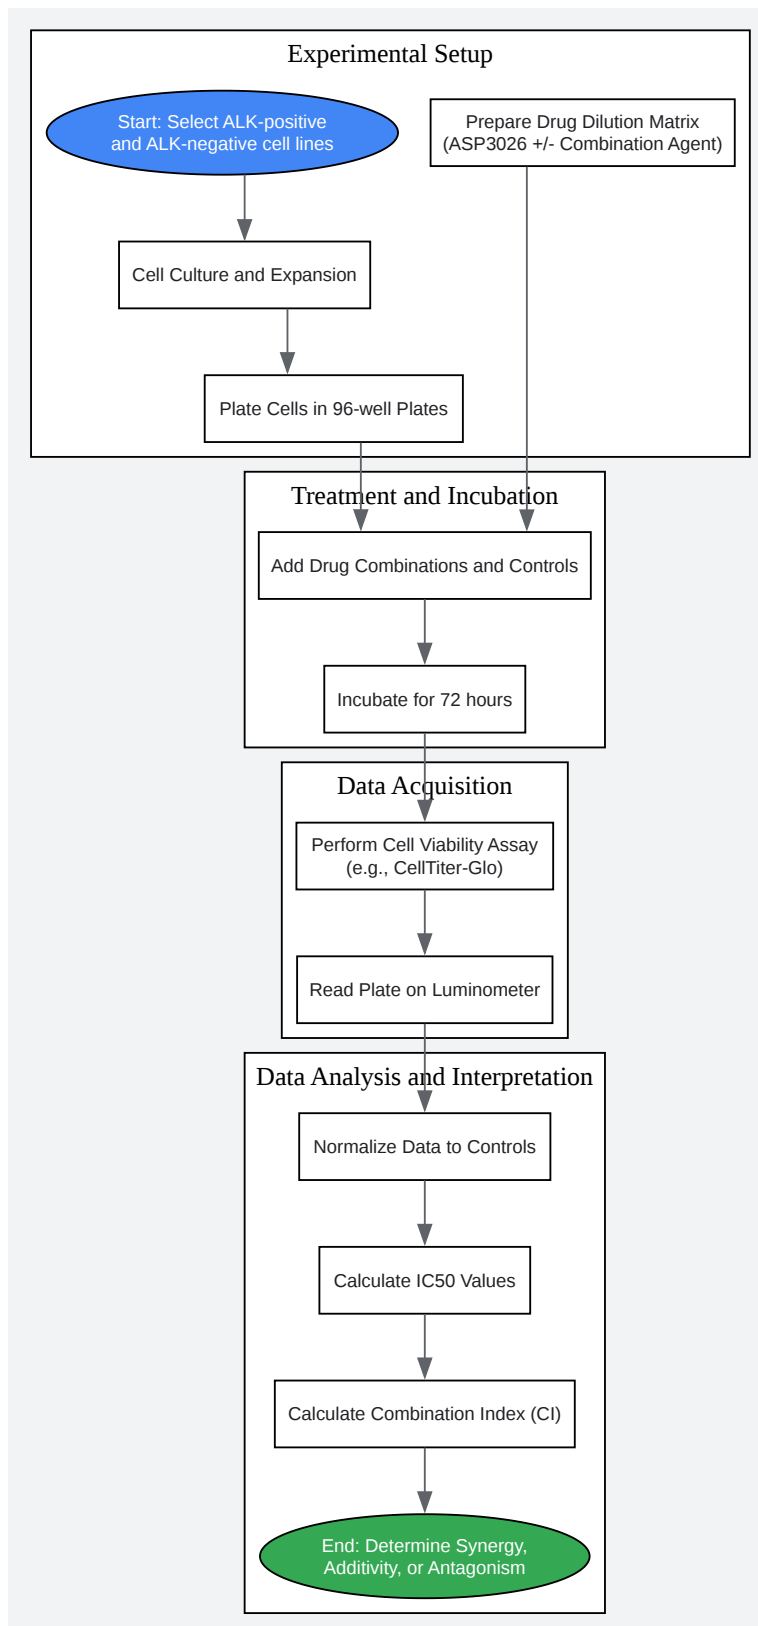 Experimental Setup
Start: Select ALK-positive
and ALK-negative cell lines
Prepare Drug Dilution Matrix
(ASP3026 +/- Combination Agent)
Cell Culture and Expansion
Plate Cells in 96-well Plates
Treatment and Incubation
Add Drug Combinations and Controls
Incubate for 72 hours
Data Acquisition
Perform Cell Viability Assay
(e.g., CellTiter-Glo)
Read Plate on Luminometer
Data Analysis and Interpretation
Normalize Data to Controls
Calculate IC50 Values
Calculate Combination Index (CI)
End: Determine Synergy,
Additivity, or Antagonism